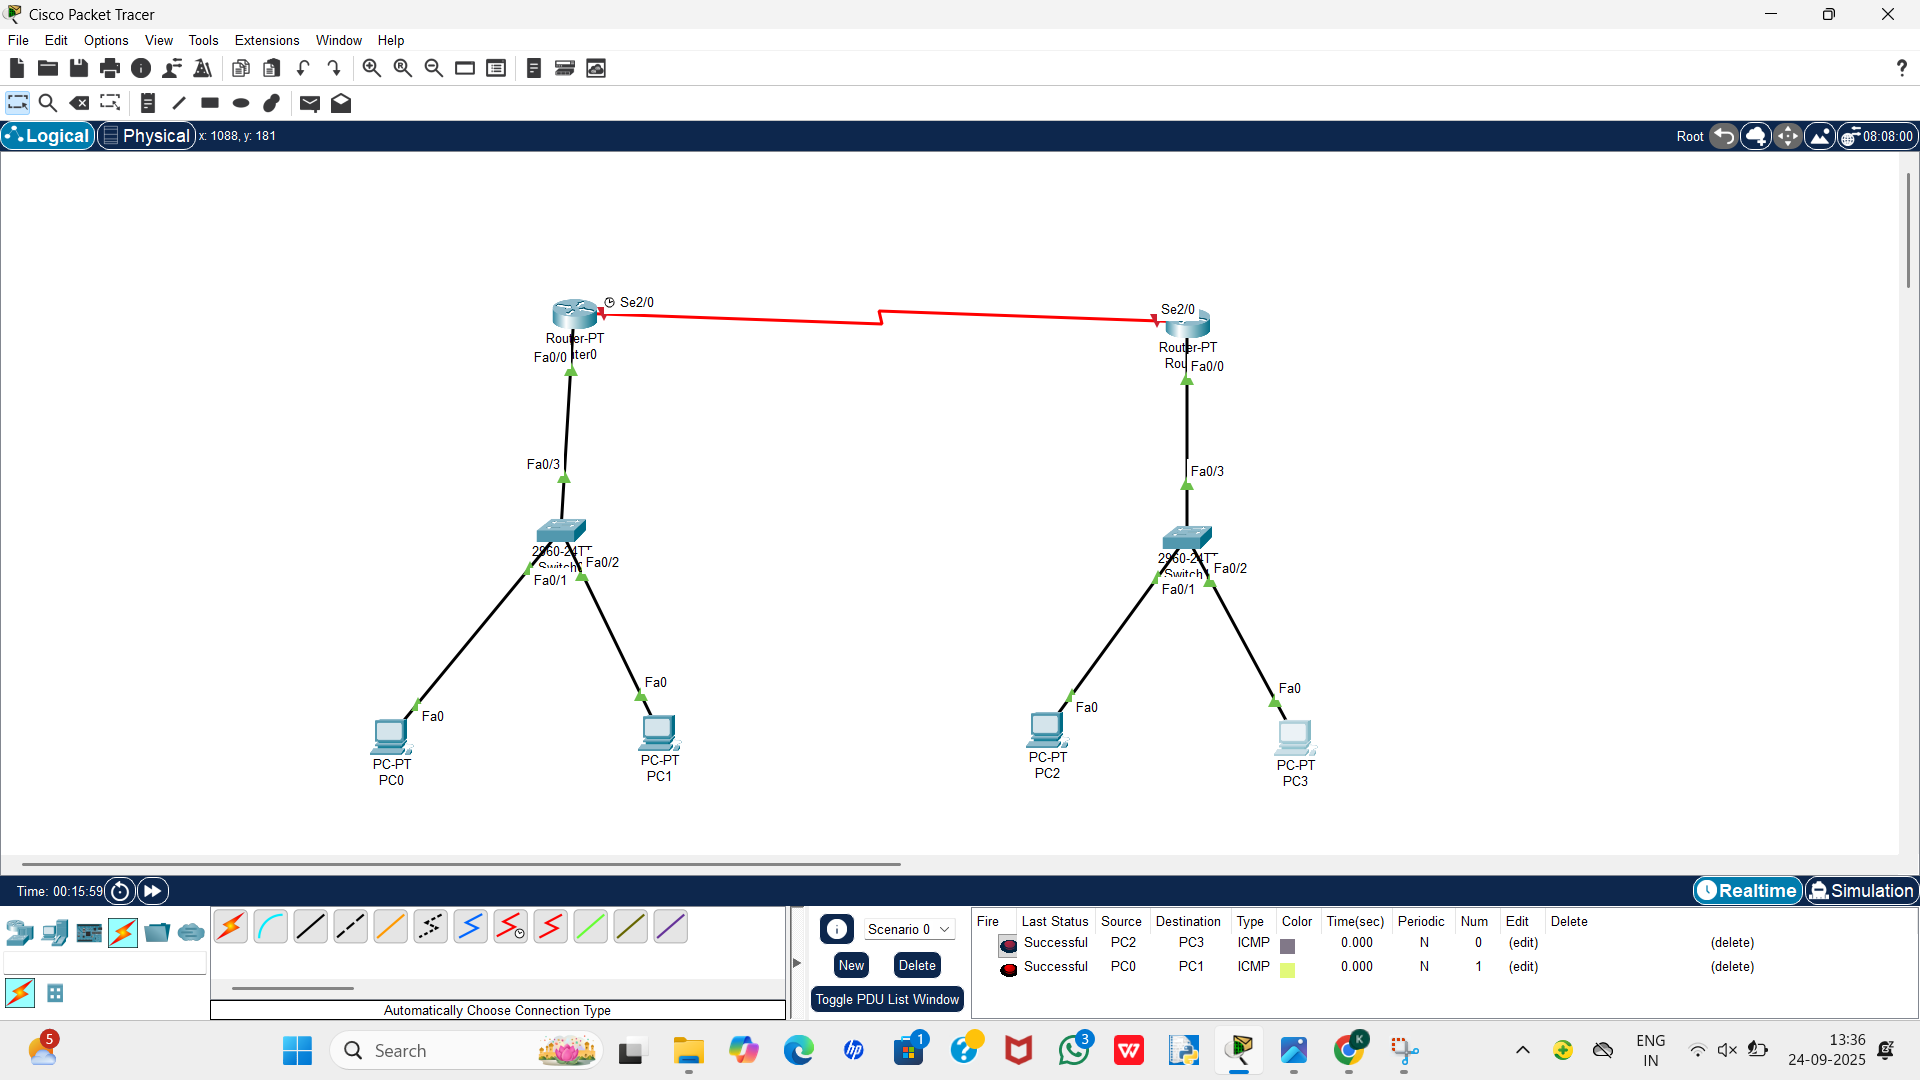 Cisco Packet Tracer
File Edit Options View Tools Extensions Window Help
?
Logical Physical x: 1088, y: 181 Root 08:08:00
Se2/0
Se2/0
Router-PT
Fa0/0
Router-PT
Fa0/0
Fa0/3
Fa0/3
2960-24TT
Fa0/2
Fa0/1
2960-24TT
Fa0/2
Fa0/1
Fa0
Fa0
Fa0
Fa0
PC-PT
PC0
PC-PT
PC1
PC-PT
PC2
PC-PT
PC3
Time: 00:15:59 Realtime Simulation
Scenario 0
New Delete
Toggle PDU List Window
Automatically Choose Connection Type
Fire Last Status Source Destination Type Color Time(sec) Periodic Num Edit Delete
Successful PC2 PC3 ICMP 0.000 N 0 (edit) (delete)
Successful PC0 PC1 ICMP 0.000 N 1 (edit) (delete)
5
Search
hp
1
3
W
K
ENG
IN
13:36
24-09-2025